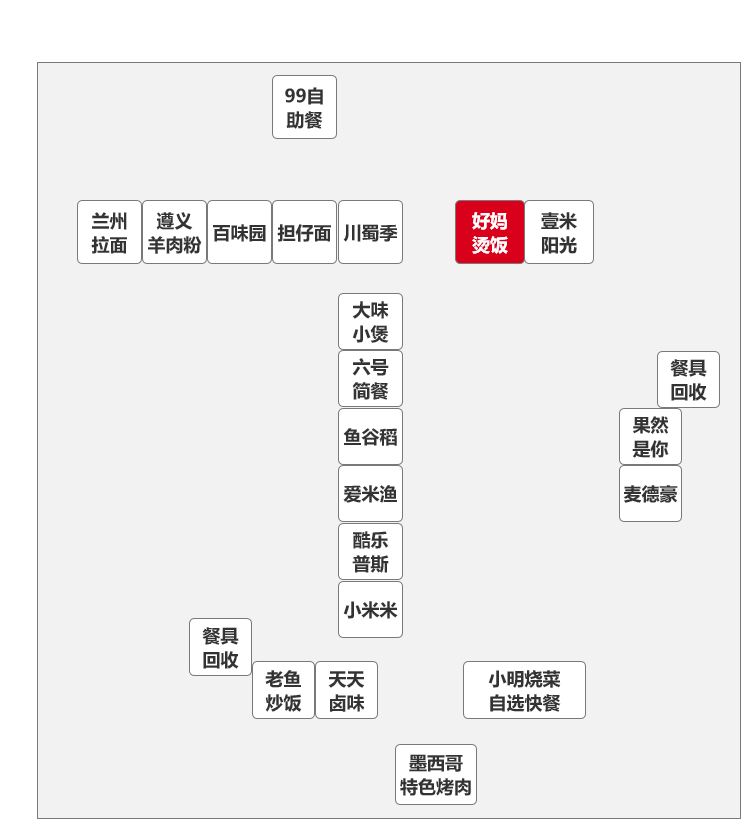 99自
助餐
兰州
拉面
遵义
羊肉粉
百味园
担仔面
川蜀季
好妈
烫饭
壹米
阳光
大味
小煲
六号
简餐
餐具
回收
鱼谷稻
果然
是你
爱米渔
麦德豪
酷乐
普斯
小米米
餐具
回收
老鱼
炒饭
天天
卤味
小明烧菜
自选快餐
墨西哥
特色烤肉